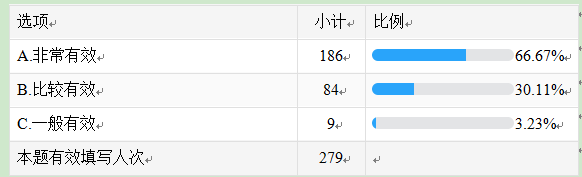 选项 小计 比例
A.非常有效 186 66.67%
B.比较有效 84 30.11%
C.一般有效 9 3.23%
本题有效填写人次 279